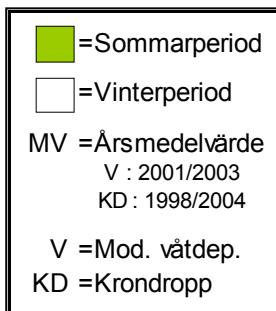 =Sommarperiod
=Vinterperiod
MV =Årsmedelvärde
V : 2001/2003
KD : 1998/2004
V =Mod. våtdep.
KD =Krondropp